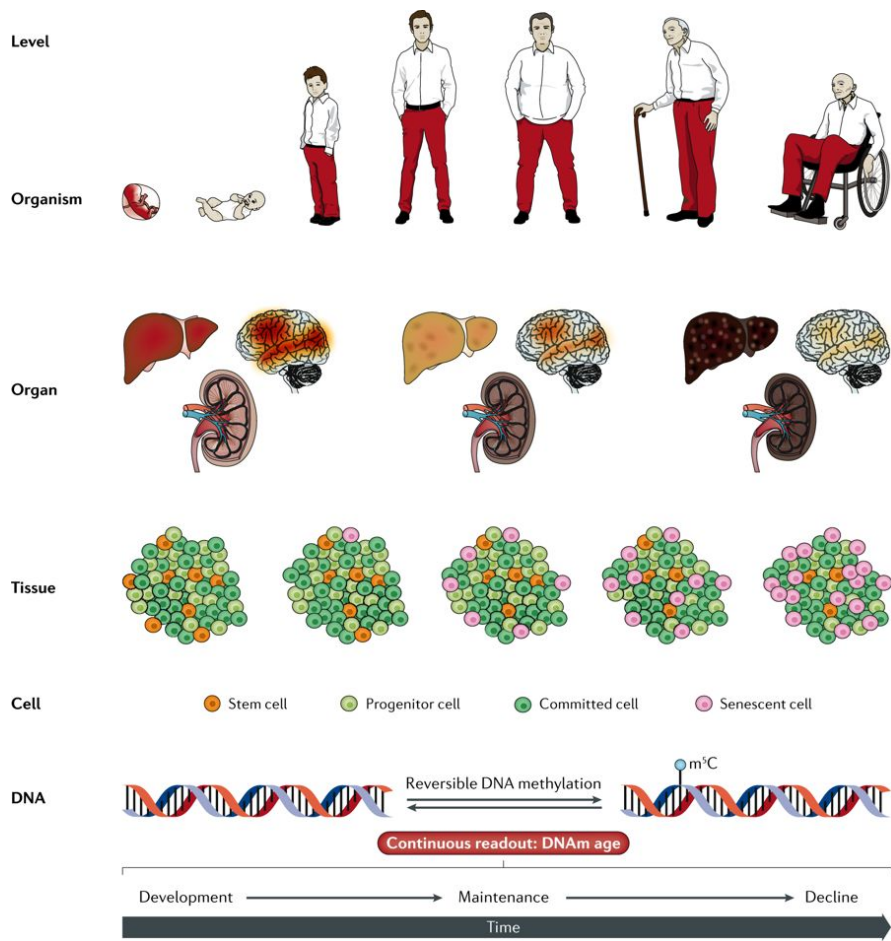 Level
Organism
Organ
Tissue
Cell
Stem cell
Progenitor cell
Committed cell
Senescent cell
DNA
Reversible DNA methylation
m⁵C
Continuous readout: DNAm age
Development
Maintenance
Decline
Time